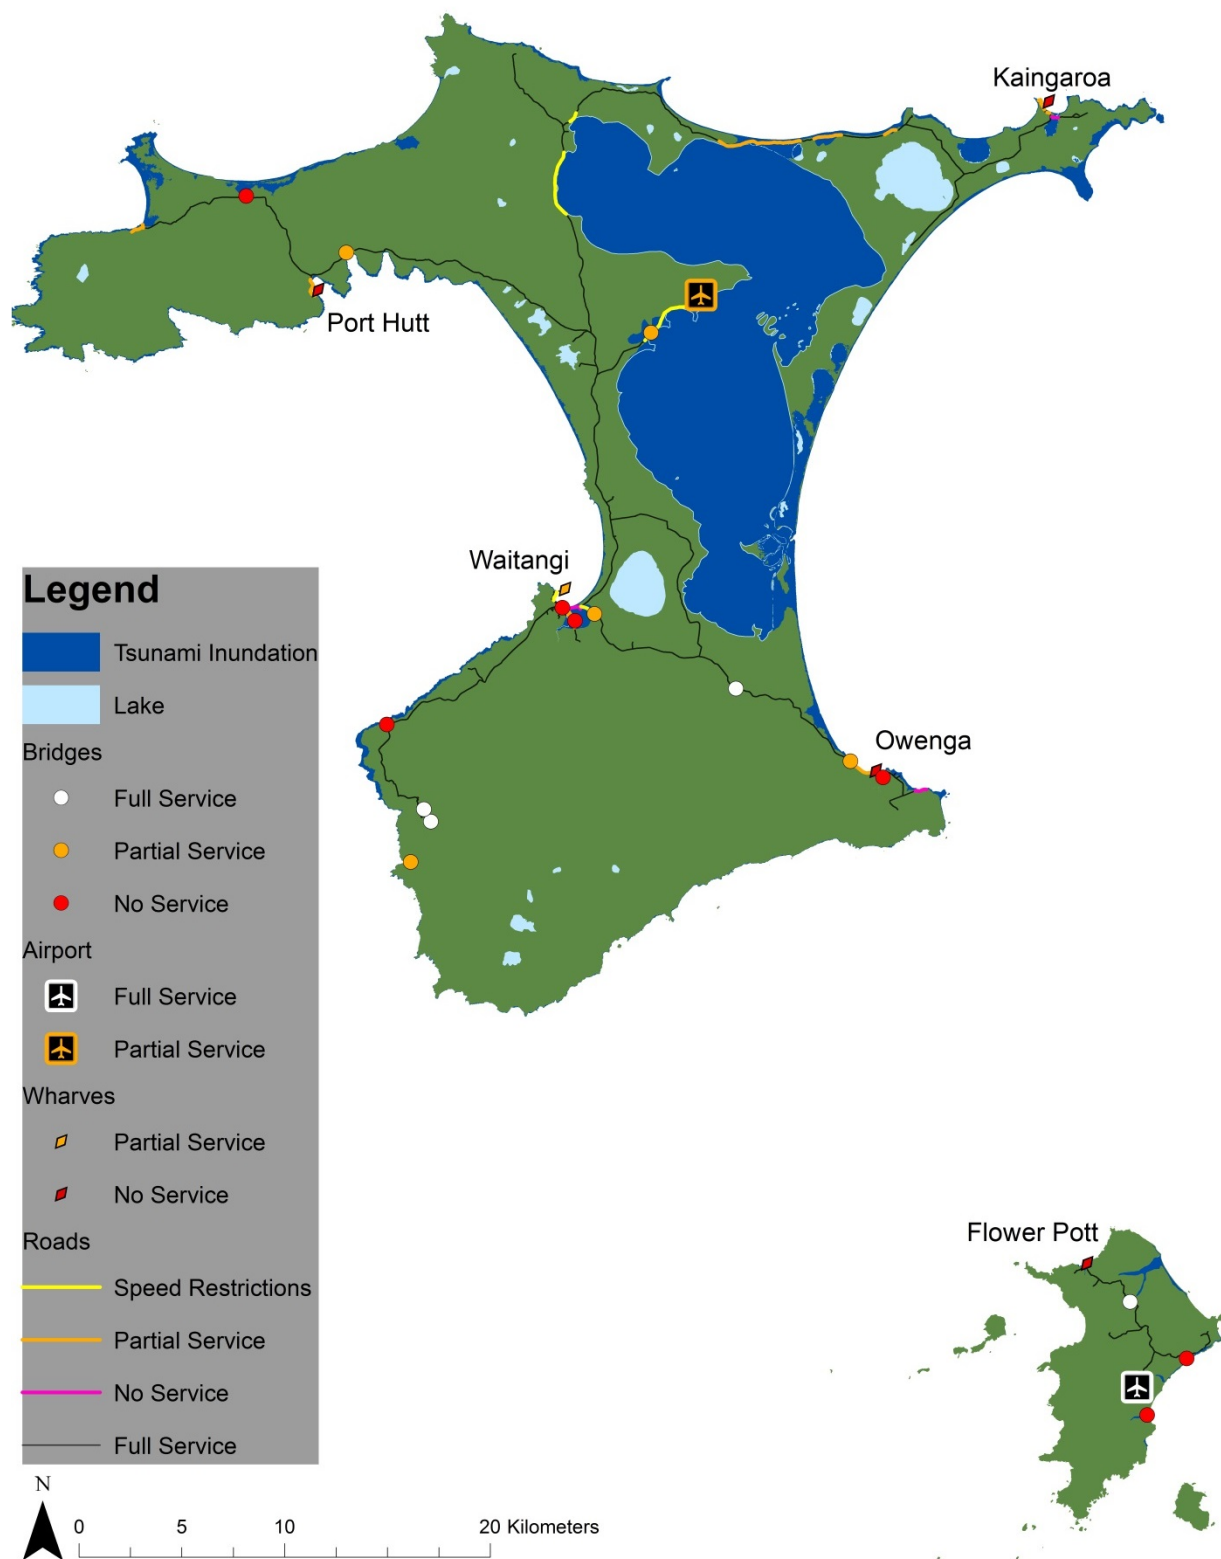 Kaingaroa
Port Hutt
Waitangi
Owenga
Legend
Tsunami Inundation
Lake
Bridges
Full Service
Partial Service
No Service
Airport
Full Service
Partial Service
Wharves
Partial Service
No Service
Roads
Speed Restrictions
Partial Service
No Service
Full Service
Flower Pott
N
0 5 10 20 Kilometers